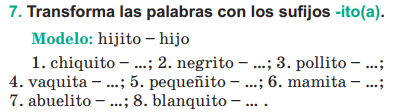 7. Transforma las palabras con los sufijos -ito(a).
Modelo: hijito – hijo
1. chiquito – ...; 2. negrito – ...; 3. pollito – ...;
4. vaquita – ...; 5. pequeñito – ...; 6. mamita – ...;
7. abuelito – ...; 8. blanquito – ... .